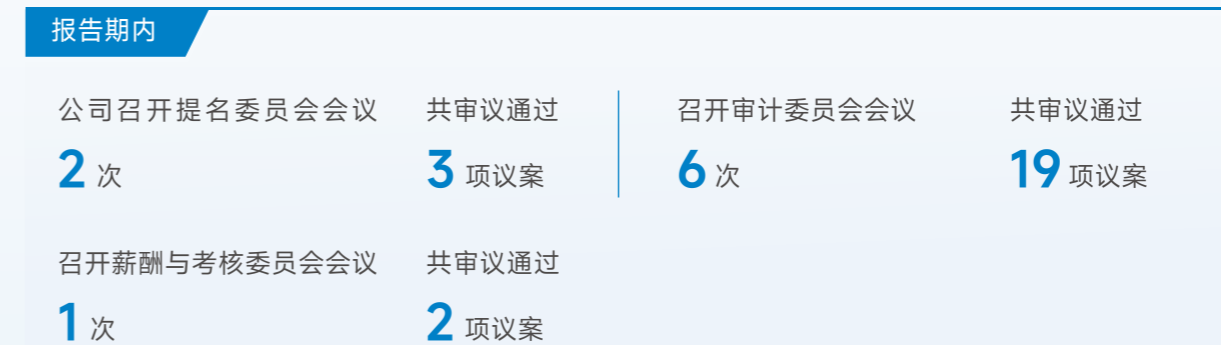 报告期内
公司召开提名委员会会议 共审议通过 召开审计委员会会议 共审议通过
2 次 3 项议案 6 次 19 项议案
召开薪酬与考核委员会会议 共审议通过
1 次 2 项议案